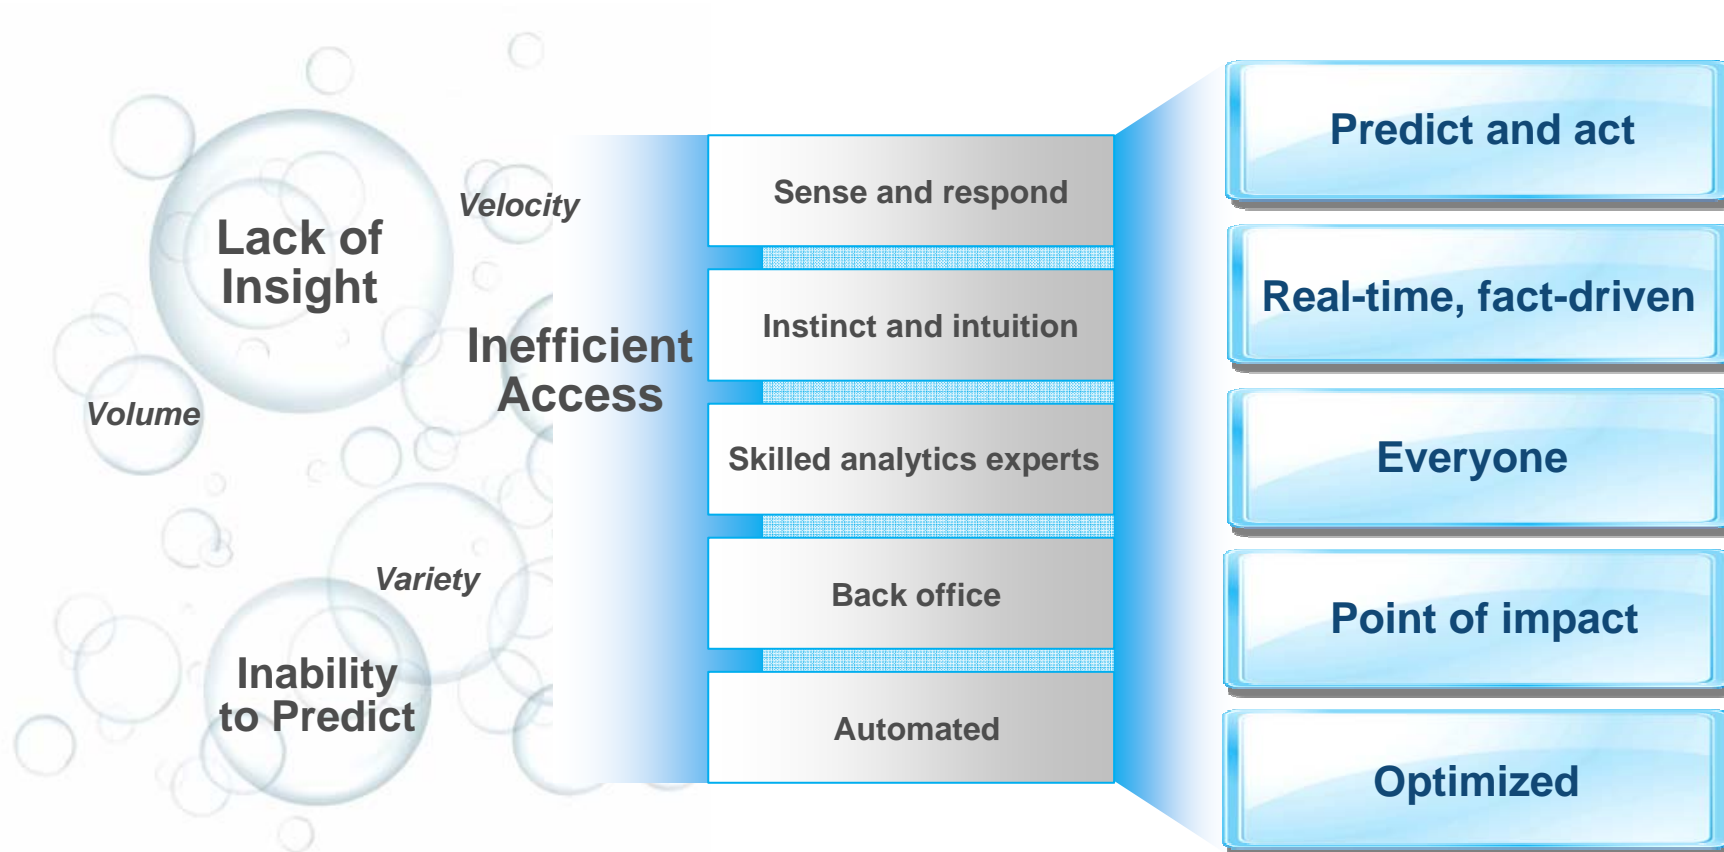 Lack of
Insight
Velocity
Inefficient
Access
Volume
Variety
Inability
to Predict
Sense and respond
Instinct and intuition
Skilled analytics experts
Back office
Automated
Predict and act
Real-time, fact-driven
Everyone
Point of impact
Optimized